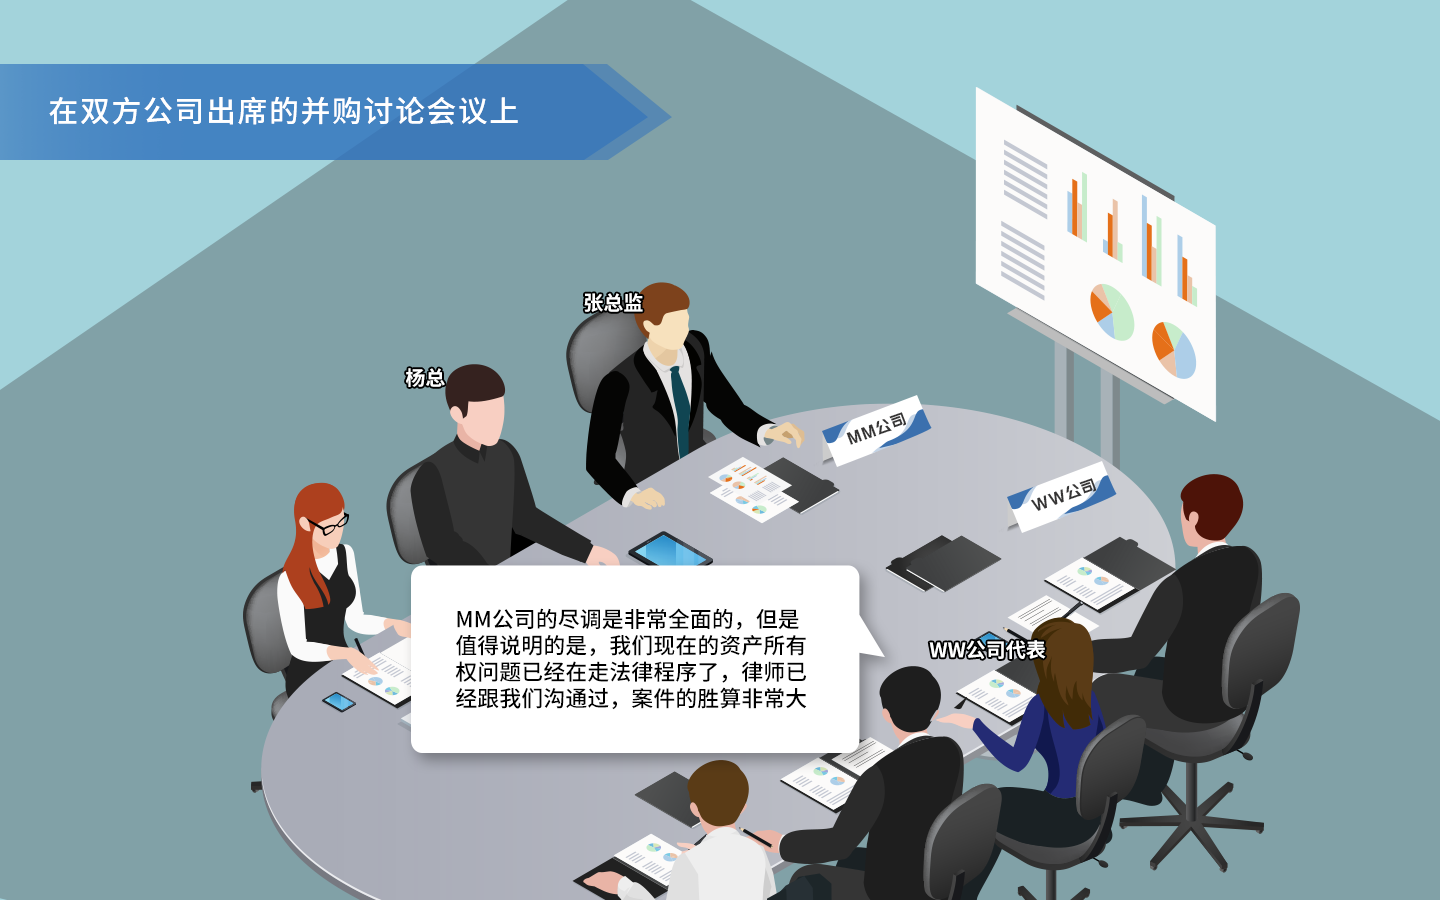 在双方公司出席的并购讨论会议上
张总监
杨总
MM公司
WW公司
MM公司的尽调是非常全面的，但是
值得说明的是，我们现在的资产所有
权问题已经在走法律程序了，律师已
经跟我们沟通过，案件的胜算非常大
WW公司代表